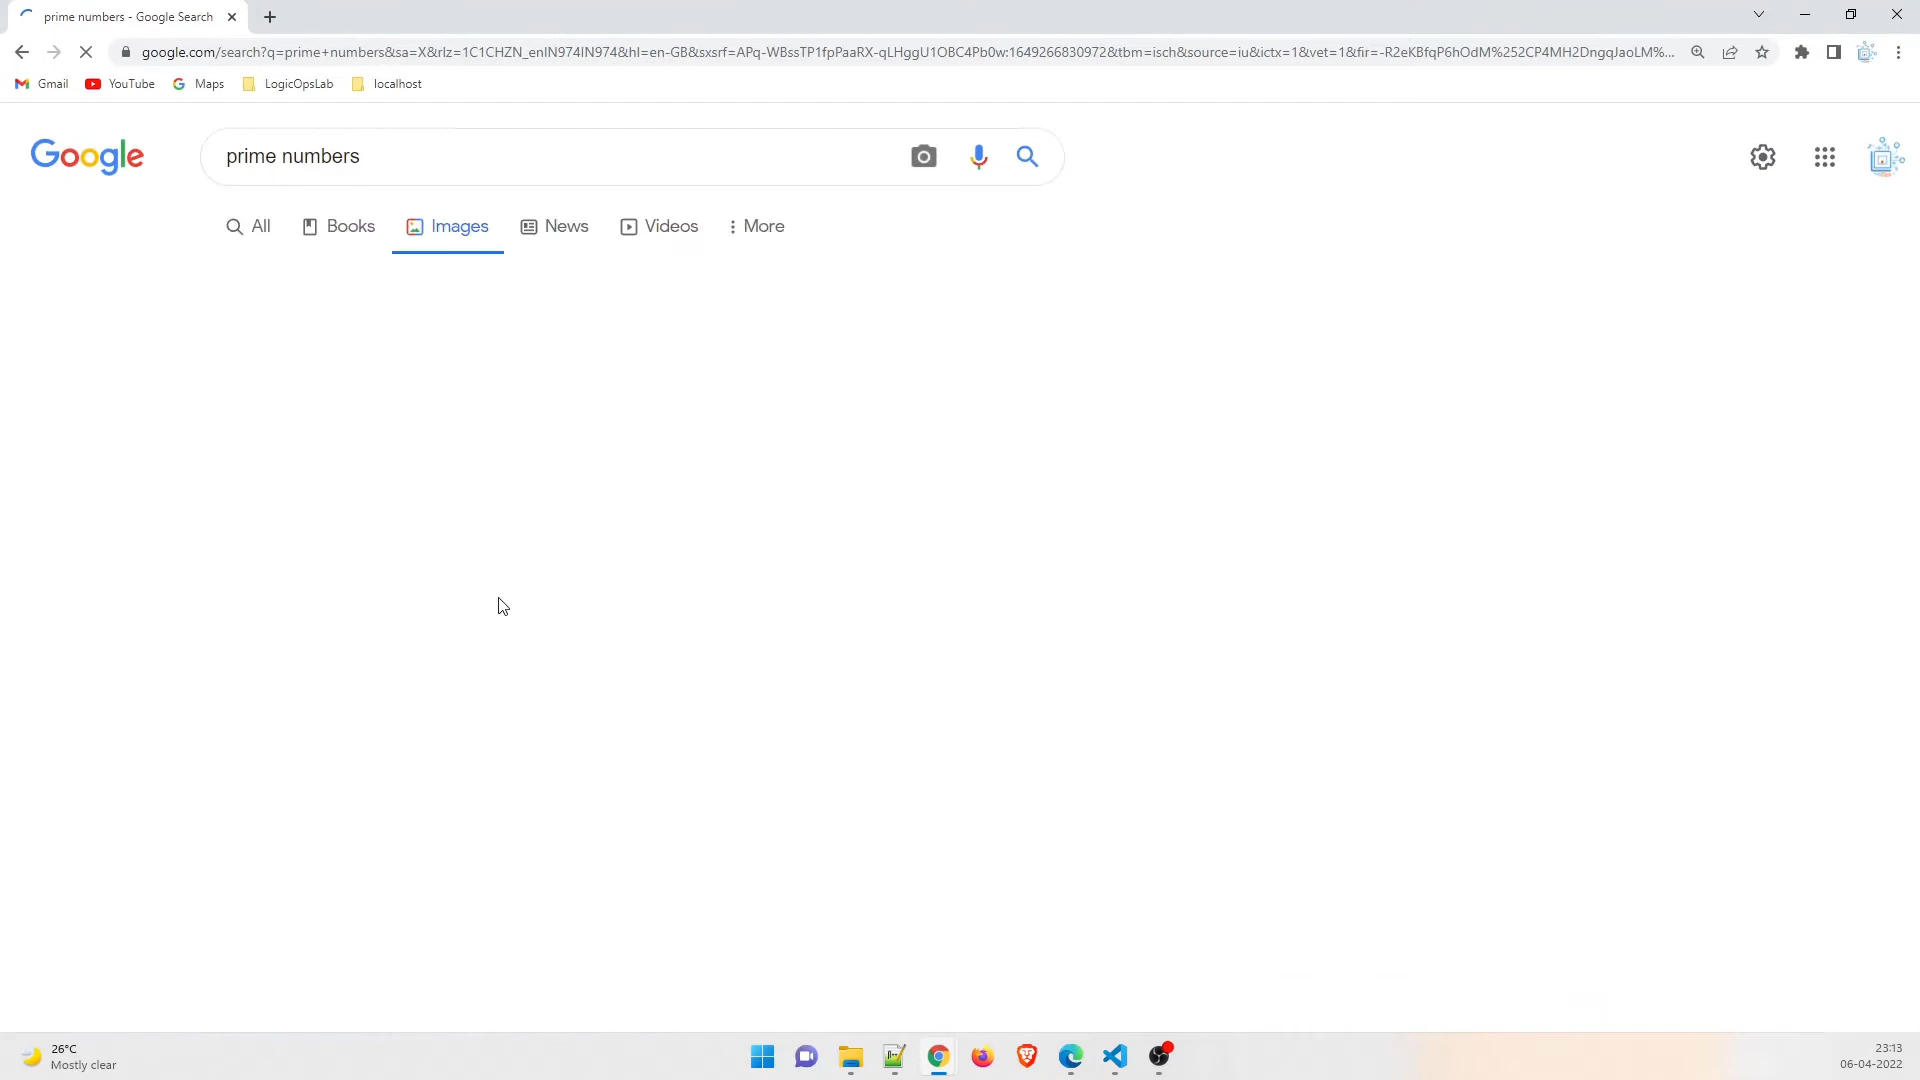 prime numbers - Google Search
google.com/search?q=prime+numbers&sa=X&rlz=1C1CHZN_enIN974IN974&hl=en-GB&sxsrf=APq-WBssTP1fpPaaRX-qLHggU1OBC4Pb0w:1649266830972&tbm=isch&source=iu&ictx=1&vet=1&fir=-R2eKBfqP6hOdM%252CP4MH2DngqJaoLM%...
Gmail YouTube Maps LogicOpsLab localhost
Google prime numbers
All Books Images News Videos More
26°C
Mostly clear
23:13
06-04-2022